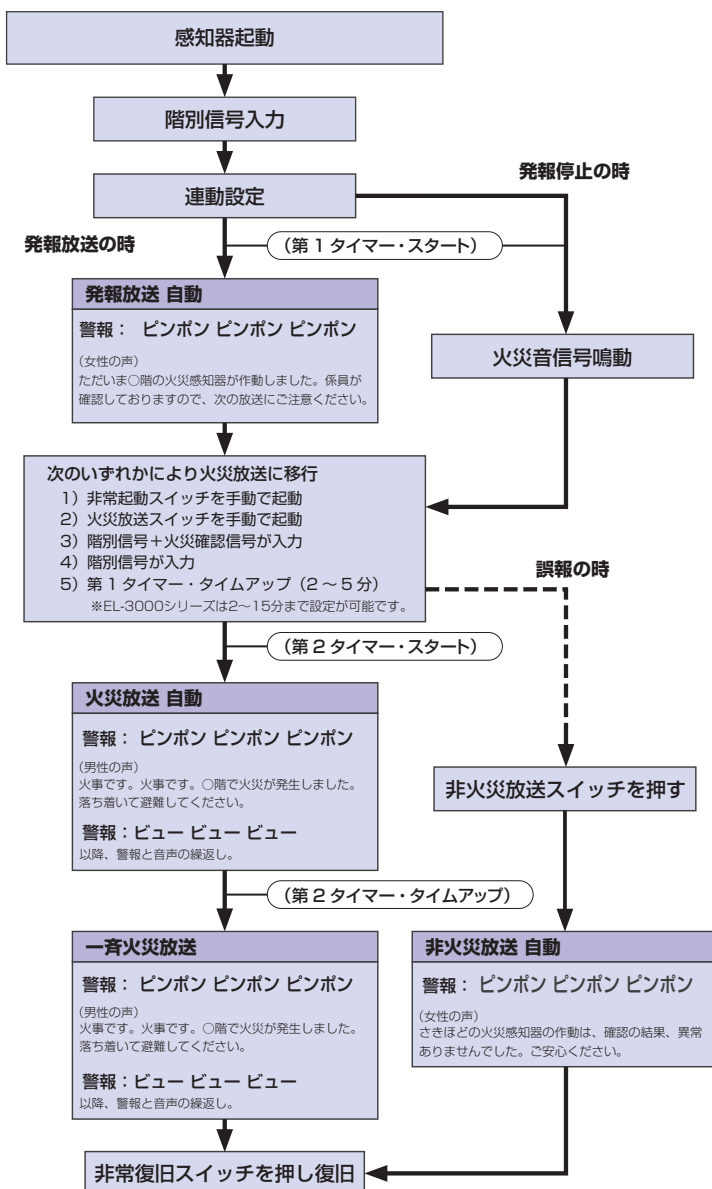 感知器起動
階別信号入力
連動設定
発報停止の時
発報放送の時
（第1タイマー・スタート）
発報放送 自動
警報： ピンポン ピンポン ピンポン
(女性の声)
ただいま○階の火災感知器が作動しました。係員が
確認しておりますので、次の放送にご注意ください。
火災音信号鳴動
次のいずれかにより火災放送に移行
1）非常起動スイッチを手動で起動
2）火災放送スイッチを手動で起動
3）階別信号＋火災確認信号が入力
4）階別信号が入力
5）第1タイマー・タイムアップ（2～5分）
※EL-3000シリーズは2～15分まで設定が可能です。
誤報の時
（第2タイマー・スタート）
火災放送 自動
警報： ピンポン ピンポン ピンポン
(男性の声)
火事です。火事です。○階で火災が発生しました。
落ち着いて避難してください。
警報：ビュー ビュー ビュー
以降、警報と音声の繰返し。
非火災放送スイッチを押す
（第2タイマー・タイムアップ）
一斉火災放送
警報： ピンポン ピンポン ピンポン
(男性の声)
火事です。火事です。○階で火災が発生しました。
落ち着いて避難してください。
警報：ビュー ビュー ビュー
以降、警報と音声の繰返し。
非火災放送 自動
警報： ピンポン ピンポン ピンポン
(女性の声)
さきほどの火災感知器の作動は、確認の結果、異常
ありませんでした。ご安心ください。
非常復旧スイッチを押し復旧